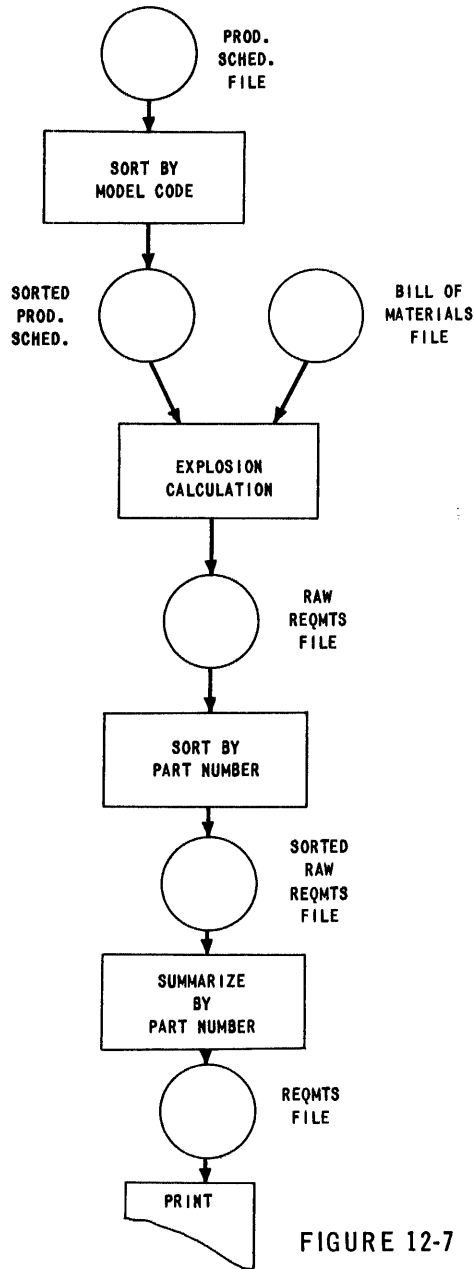 PROD.
SCHED.
FILE
SORT BY
MODEL CODE
SORTED
PROD.
SCHED.
BILL OF
MATERIALS
FILE
EXPLOSION
CALCULATION
RAW
REQMTS
FILE
SORT BY
PART NUMBER
SORTED
RAW
REQMTS
FILE
SUMMARIZE
BY
PART NUMBER
REQMTS
FILE
PRINT
FIGURE 12-7